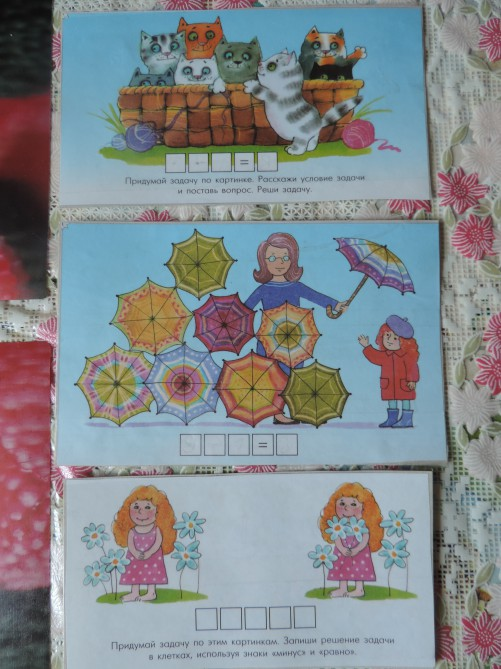 =
Придумай задачу по картинке. Расскажи условие задачи
и поставь вопрос. Реши задачу.
=
Придумай задачу по этим картинкам. Запиши решение задачи
в клетках, используя знаки «минус» и «равно».